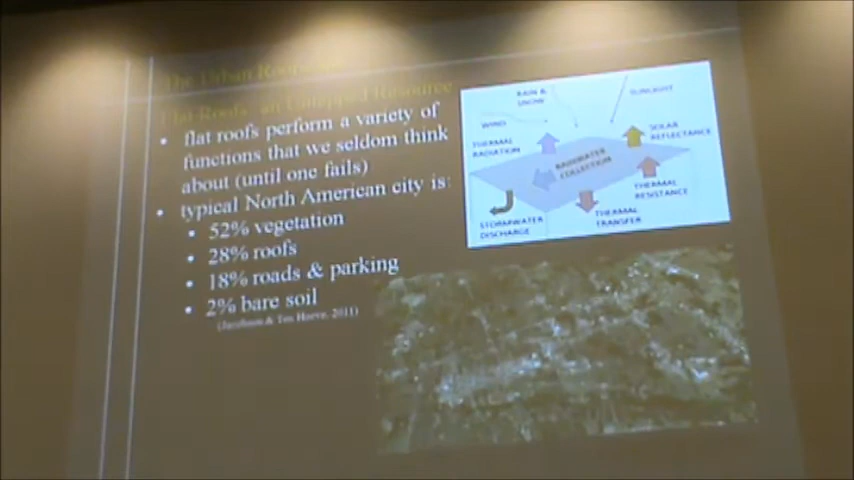 The Urban
Flat Roofs: an Untapped Resource
• flat roofs perform a variety of
functions that we seldom think
about (until one fails)
• typical North American city is:
• 52% vegetation
• 28% roofs
• 18% roads & parking
• 2% bare soil
(Jacobson & Ten Hoeve, 2011)
RAIN &
SNOW
SUNLIGHT
WIND
THERMAL
RADIATION
SOLAR
REFLECTANCE
RAINWATER
COLLECTION
THERMAL
RESISTANCE
STORMWATER
DISCHARGE
THERMAL
TRANSFER